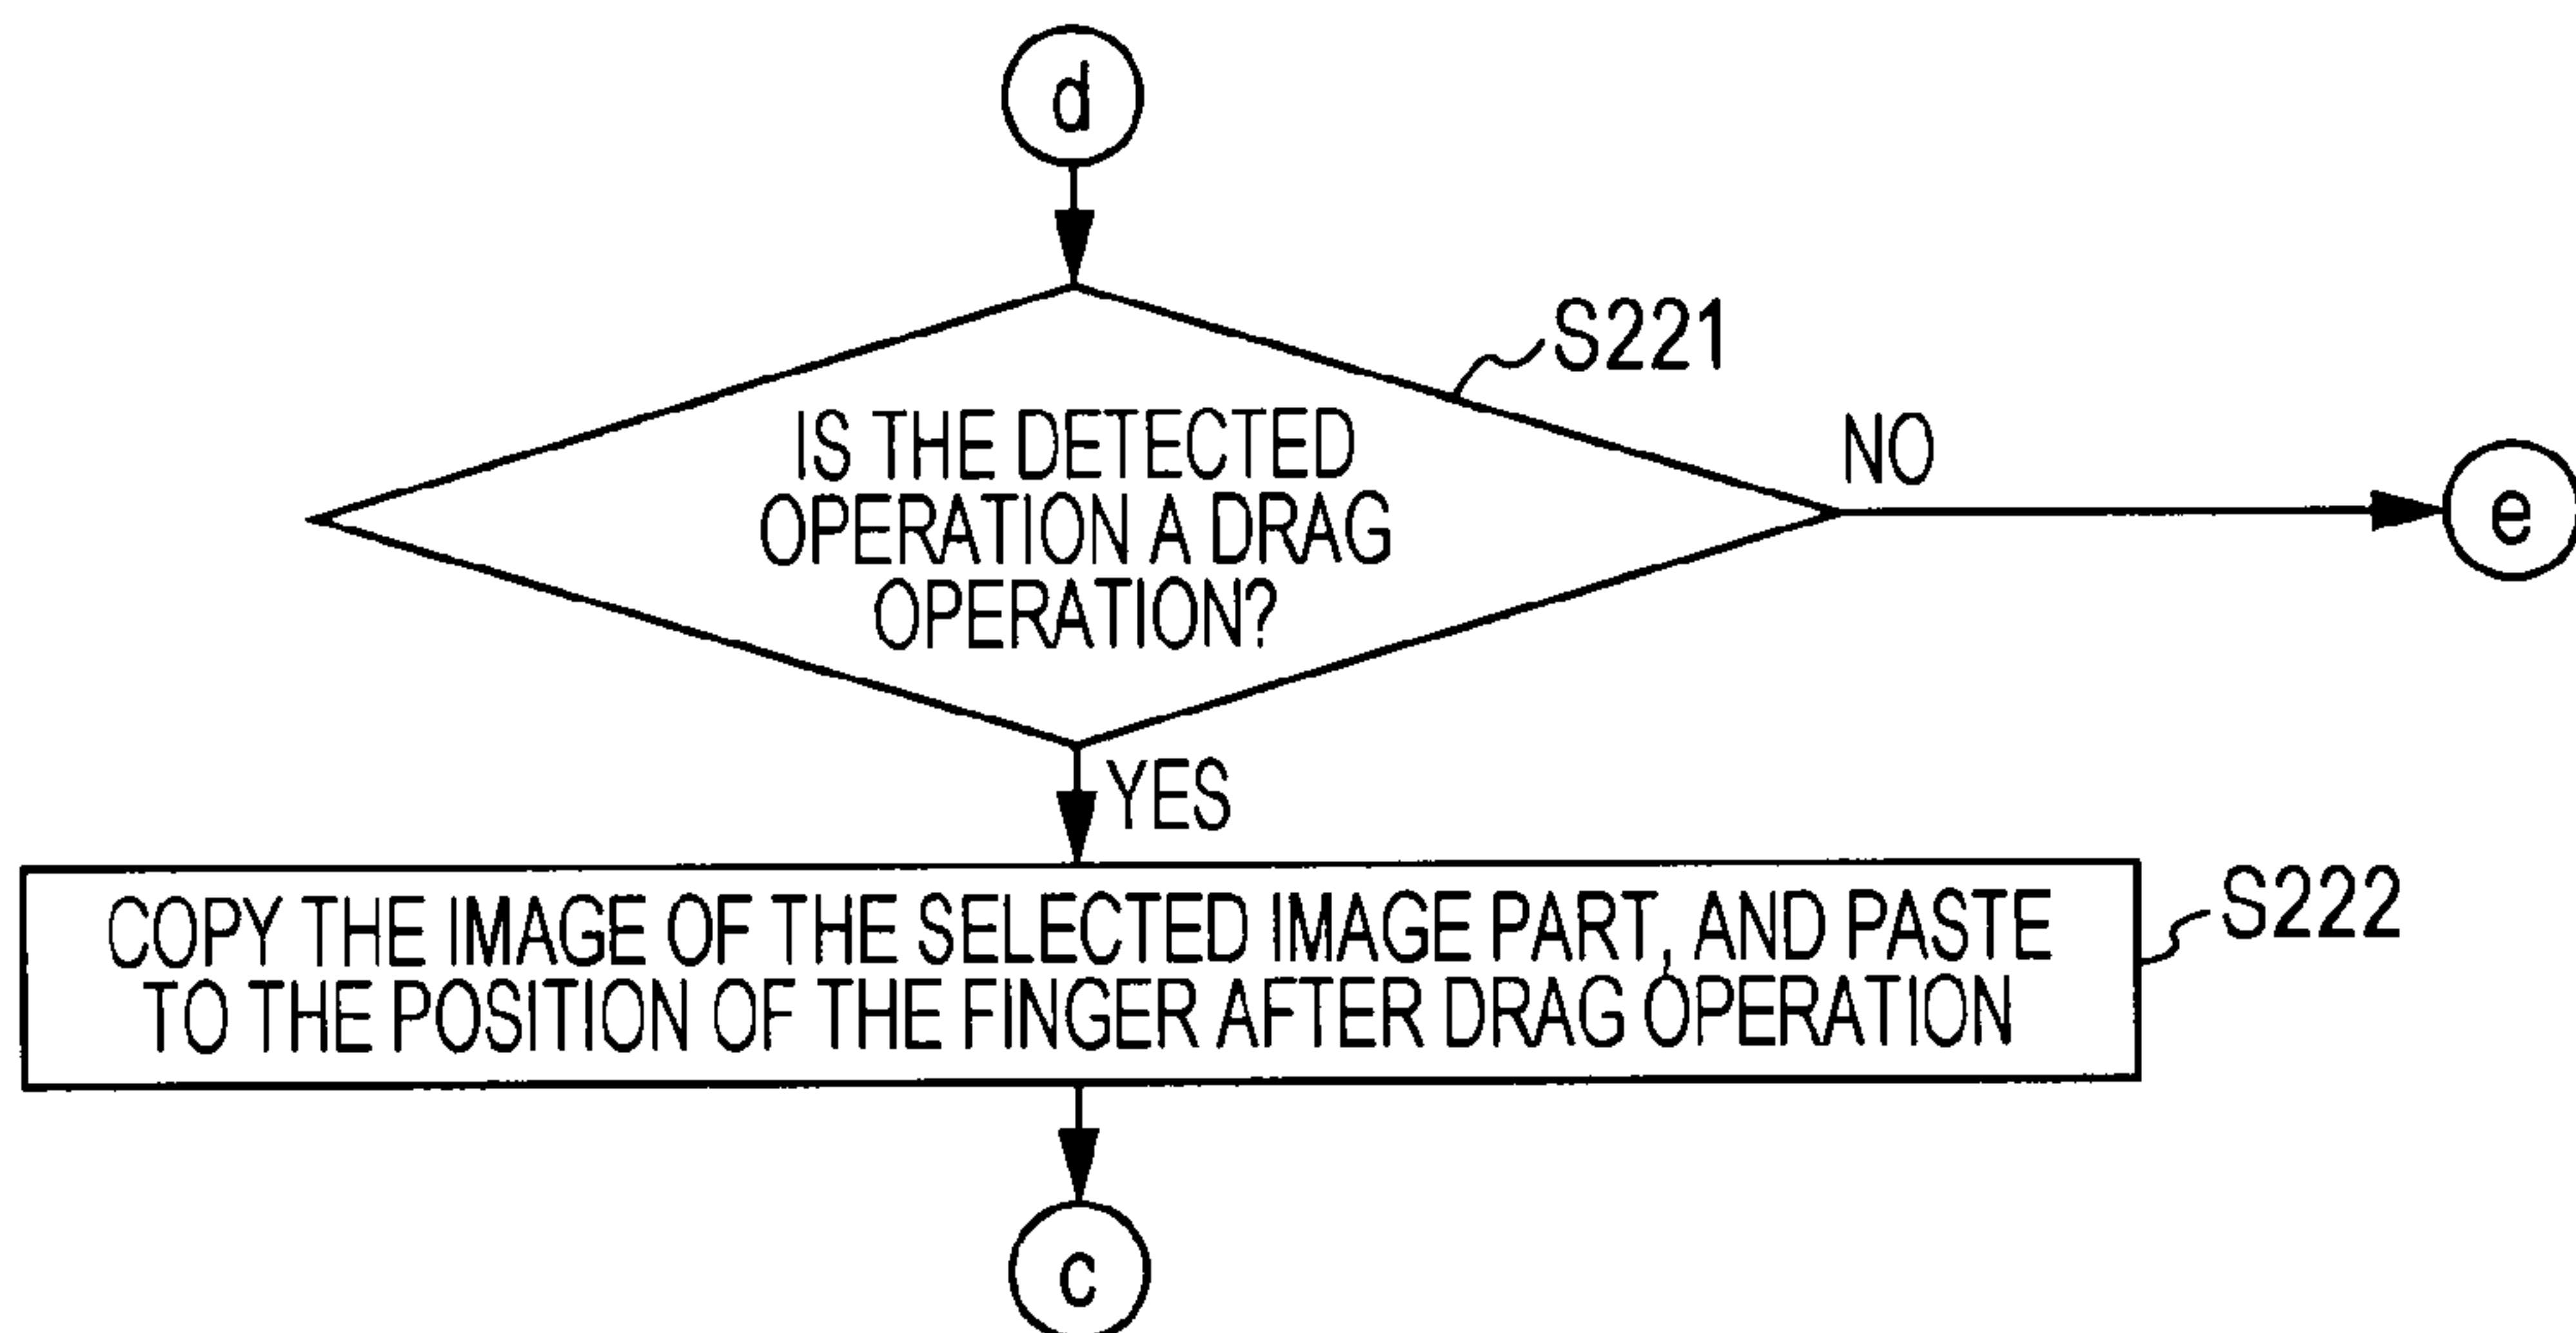 d
S221
IS THE DETECTED
OPERATION A DRAG
OPERATION?
NO
e
YES
COPY THE IMAGE OF THE SELECTED IMAGE PART, AND PASTE
TO THE POSITION OF THE FINGER AFTER DRAG OPERATION
S222
c